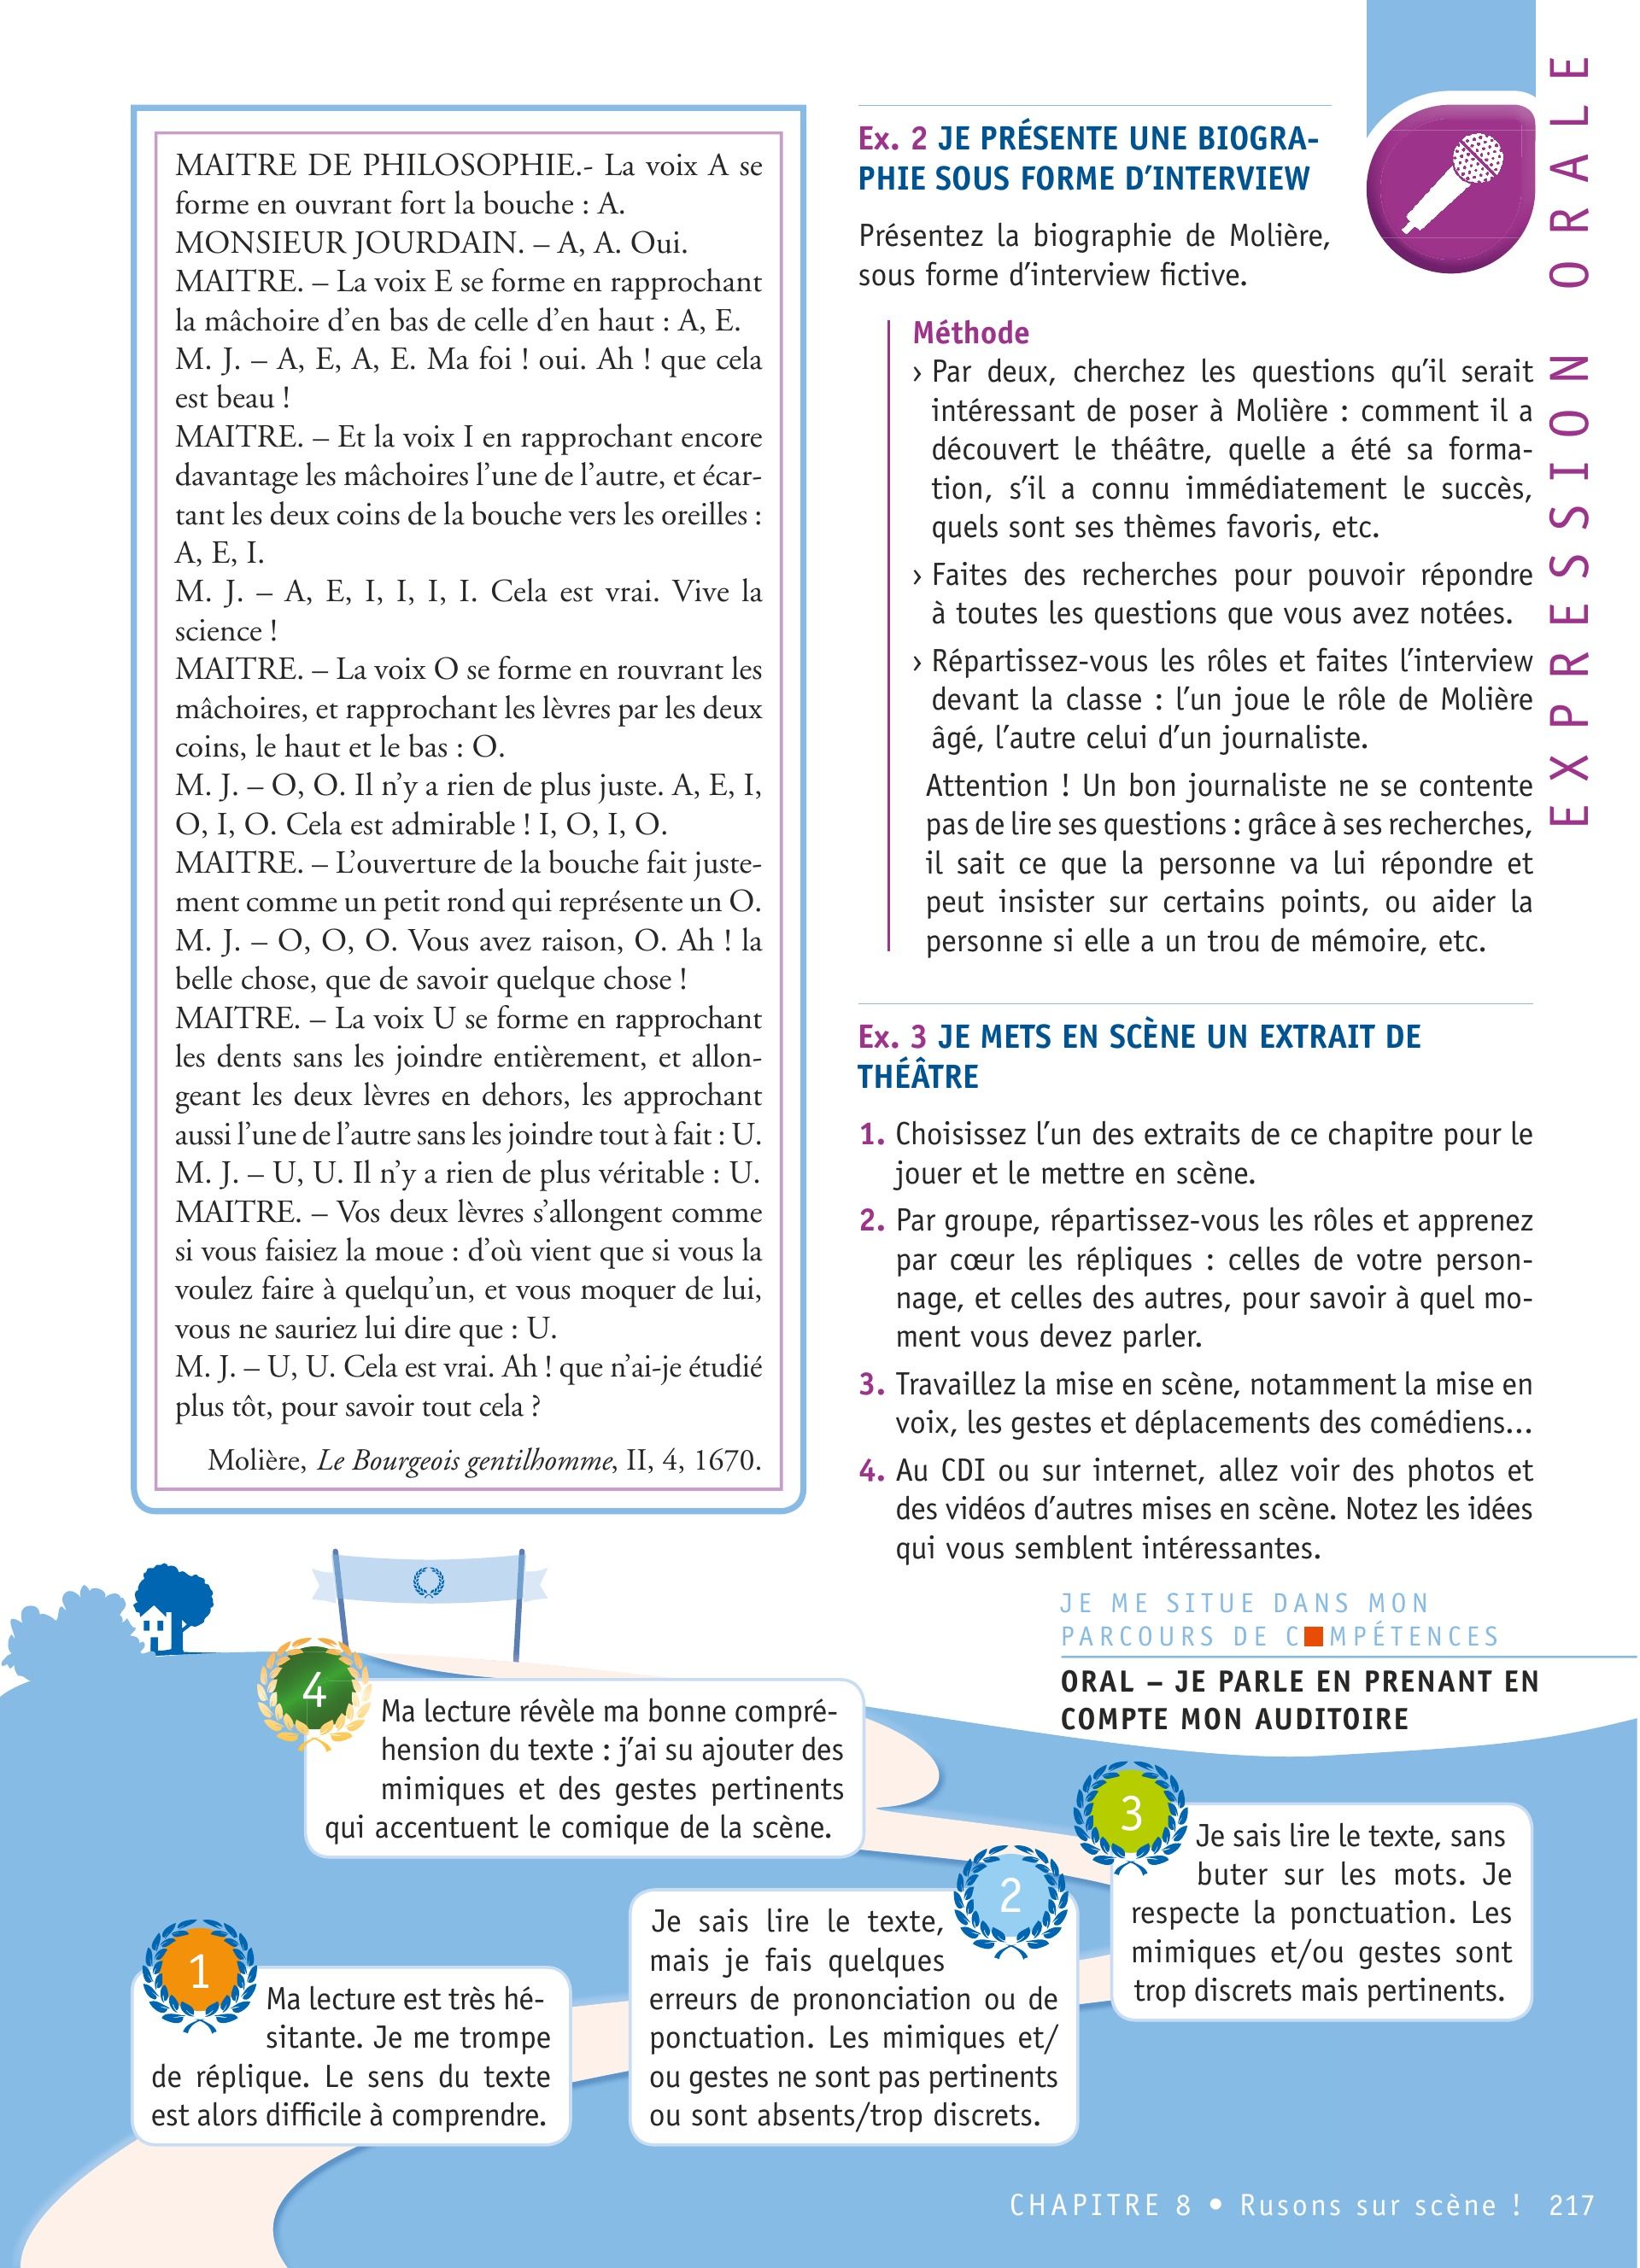 MAITRE DE PHILOSOPHIE.- La voix A se
forme en ouvrant fort la bouche : A.
MONSIEUR JOURDAIN. – A, A. Oui.
MAITRE. – La voix E se forme en rapprochant
la mâchoire d'en bas de celle d'en haut : A, E.
M. J. – A, E, A, E. Ma foi ! oui. Ah ! que cela
est beau !
MAITRE. – Et la voix I en rapprochant encore
davantage les mâchoires l'une de l'autre, et écar-
tant les deux coins de la bouche vers les oreilles :
A, E, I.
M. J. – A, E, I, I, I, I. Cela est vrai. Vive la
science !
MAITRE. – La voix O se forme en rouvrant les
mâchoires, et rapprochant les lèvres par les deux
coins, le haut et le bas : O.
M. J. – O, O. Il n'y a rien de plus juste. A, E, I,
O, I, O. Cela est admirable ! I, O, I, O.
MAITRE. – L'ouverture de la bouche fait juste-
ment comme un petit rond qui représente un O.
M. J. – O, O, O. Vous avez raison, O. Ah ! la
belle chose, que de savoir quelque chose !
MAITRE. – La voix U se forme en rapprochant
les dents sans les joindre entièrement, et allon-
geant les deux lèvres en dehors, les approchant
aussi l'une de l'autre sans les joindre tout à fait : U.
M. J. – U, U. Il n'y a rien de plus véritable : U.
MAITRE. – Vos deux lèvres s'allongent comme
si vous faisiez la moue : d'où vient que si vous la
voulez faire à quelqu'un, et vous moquer de lui,
vous ne sauriez lui dire que : U.
M. J. – U, U. Cela est vrai. Ah ! que n'ai-je étudié
plus tôt, pour savoir tout cela ?
Molière, Le Bourgeois gentilhomme, II, 4, 1670.
Ex. 2 JE PRÉSENTE UNE BIOGRA-
PHIE SOUS FORME D'INTERVIEW
Présentez la biographie de Molière,
sous forme d'interview fictive.
Méthode
› Par deux, cherchez les questions qu'il serait
intéressant de poser à Molière : comment il a
découvert le théâtre, quelle a été sa forma-
tion, s'il a connu immédiatement le succès,
quels sont ses thèmes favoris, etc.
› Faites des recherches pour pouvoir répondre
à toutes les questions que vous avez notées.
› Répartissez-vous les rôles et faites l'interview
devant la classe : l'un joue le rôle de Molière
âgé, l'autre celui d'un journaliste.
Attention ! Un bon journaliste ne se contente
pas de lire ses questions : grâce à ses recherches,
il sait ce que la personne va lui répondre et
peut insister sur certains points, ou aider la
personne si elle a un trou de mémoire, etc.
Ex. 3 JE METS EN SCÈNE UN EXTRAIT DE
THÉÂTRE
1. Choisissez l'un des extraits de ce chapitre pour le
jouer et le mettre en scène.
2. Par groupe, répartissez-vous les rôles et apprenez
par cœur les répliques : celles de votre person-
nage, et celles des autres, pour savoir à quel mo-
ment vous devez parler.
3. Travaillez la mise en scène, notamment la mise en
voix, les gestes et déplacements des comédiens…
4. Au CDI ou sur internet, allez voir des photos et
des vidéos d'autres mises en scène. Notez les idées
qui vous semblent intéressantes.
EXPRESSION ORALE
JE ME SITUE DANS MON
PARCOURS DE C■MPÉTENCES
ORAL – JE PARLE EN PRENANT EN
COMPTE MON AUDITOIRE
4
Ma lecture révèle ma bonne compré-
hension du texte : j'ai su ajouter des
mimiques et des gestes pertinents
qui accentuent le comique de la scène.
3
Je sais lire le texte, sans
buter sur les mots. Je
respecte la ponctuation. Les
mimiques et/ou gestes sont
trop discrets mais pertinents.
2
Je sais lire le texte,
mais je fais quelques
erreurs de prononciation ou de
ponctuation. Les mimiques et/
ou gestes ne sont pas pertinents
ou sont absents/trop discrets.
1
Ma lecture est très hé-
sitante. Je me trompe
de réplique. Le sens du texte
est alors difficile à comprendre.
CHAPITRE 8 • Rusons sur scène ! 217